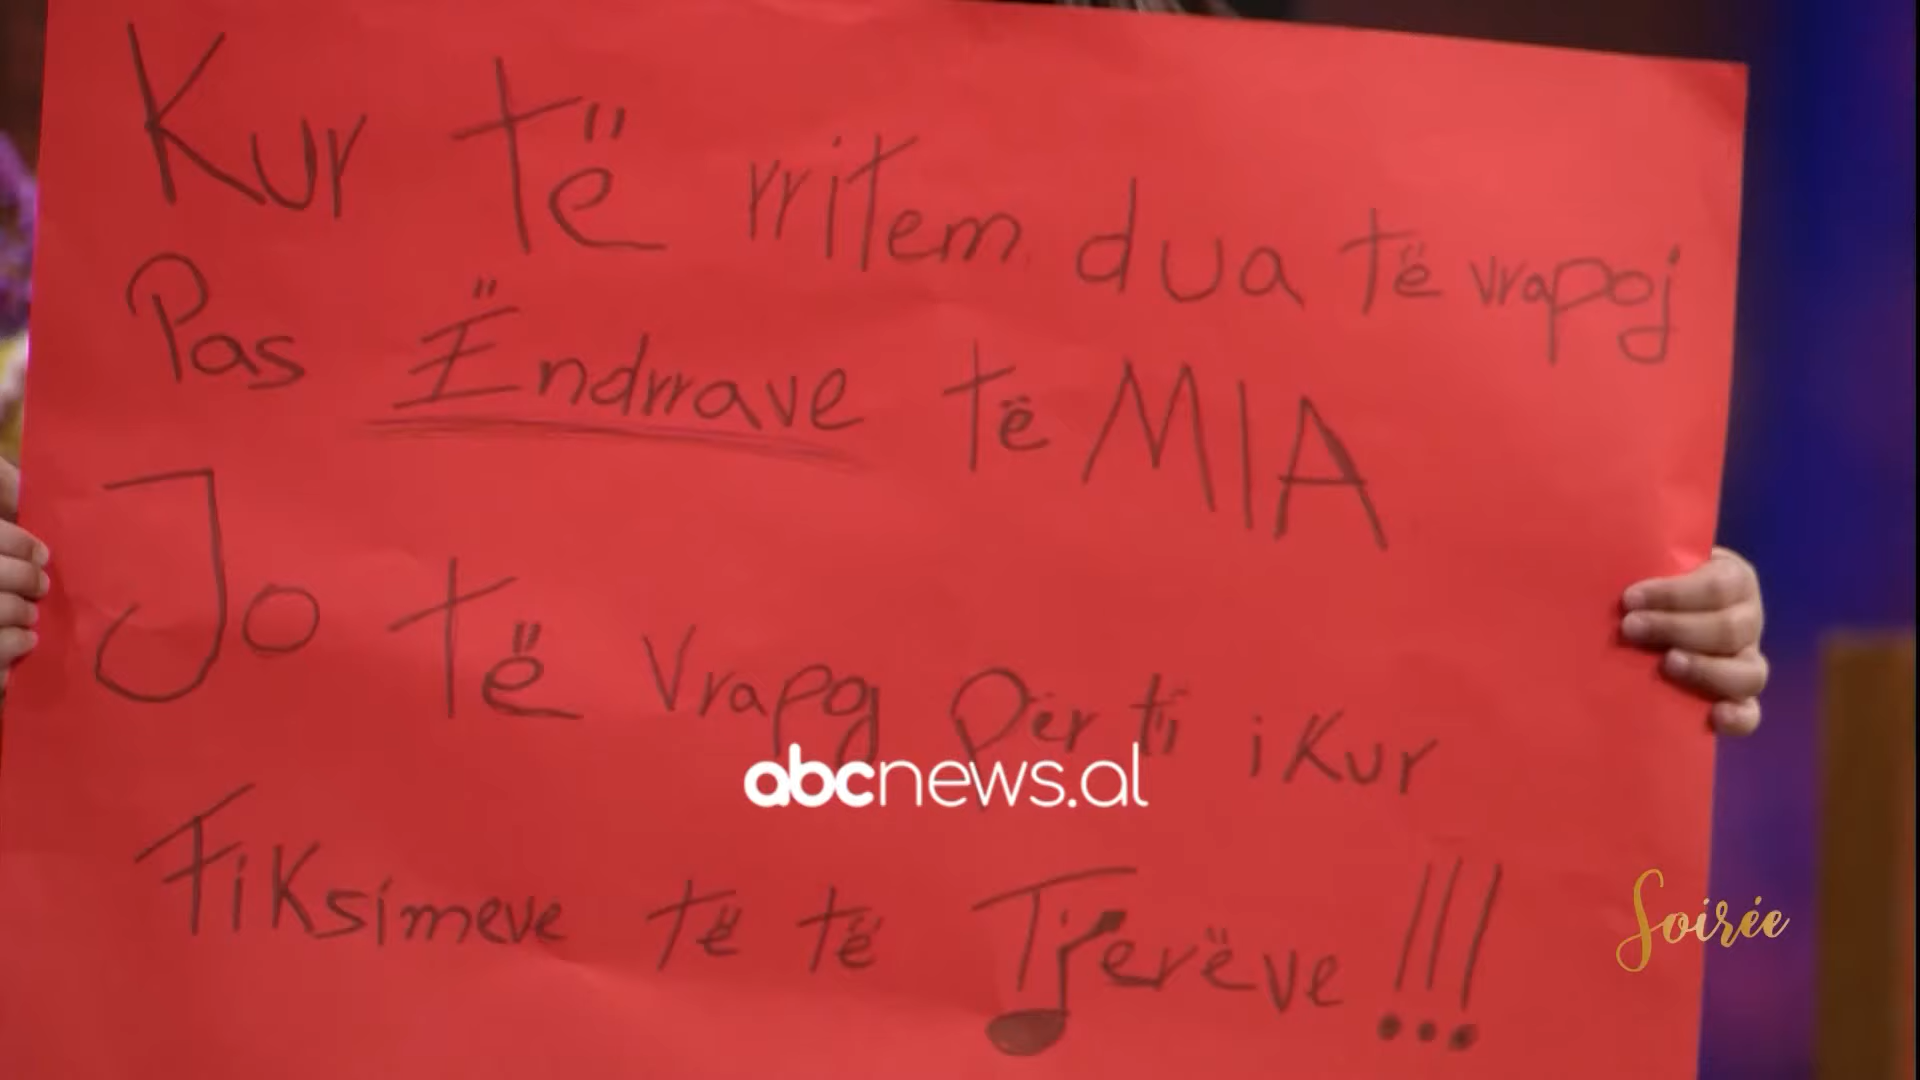 Kur të rritem dua të vrapoj
Pas Ëndrrave të MIA
Jo të vrapoj për ti ikur
Fiksimeve të të Tjerëve!!!
abcnews.al
Soirée